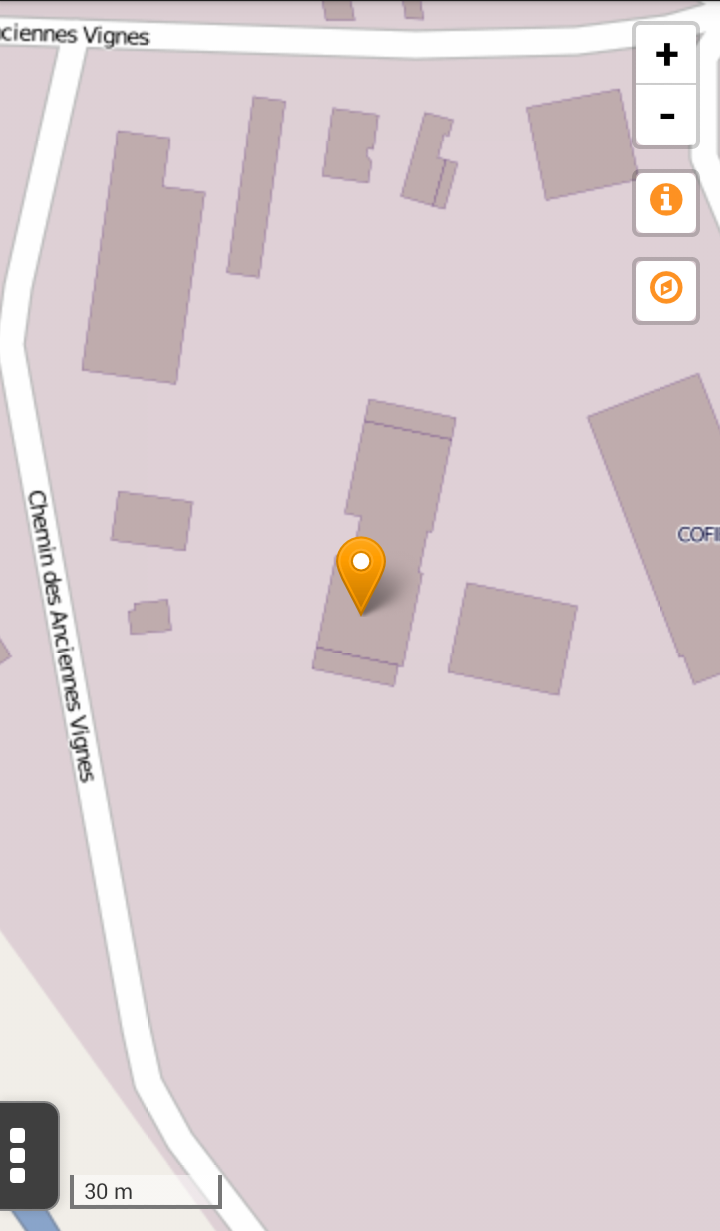 ciennes Vignes
+
-
COFI
Chemin des Anciennes Vignes
30 m